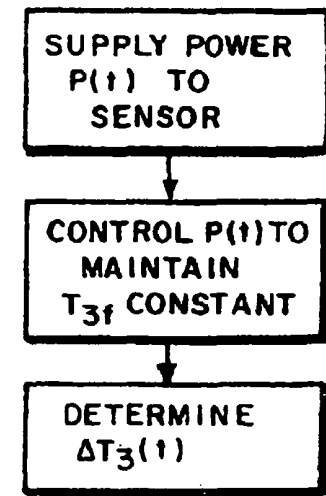 SUPPLY POWER
P(t) TO
SENSOR
CONTROL P(t) TO
MAINTAIN
T3f CONSTANT
DETERMINE
ΔT3(t)